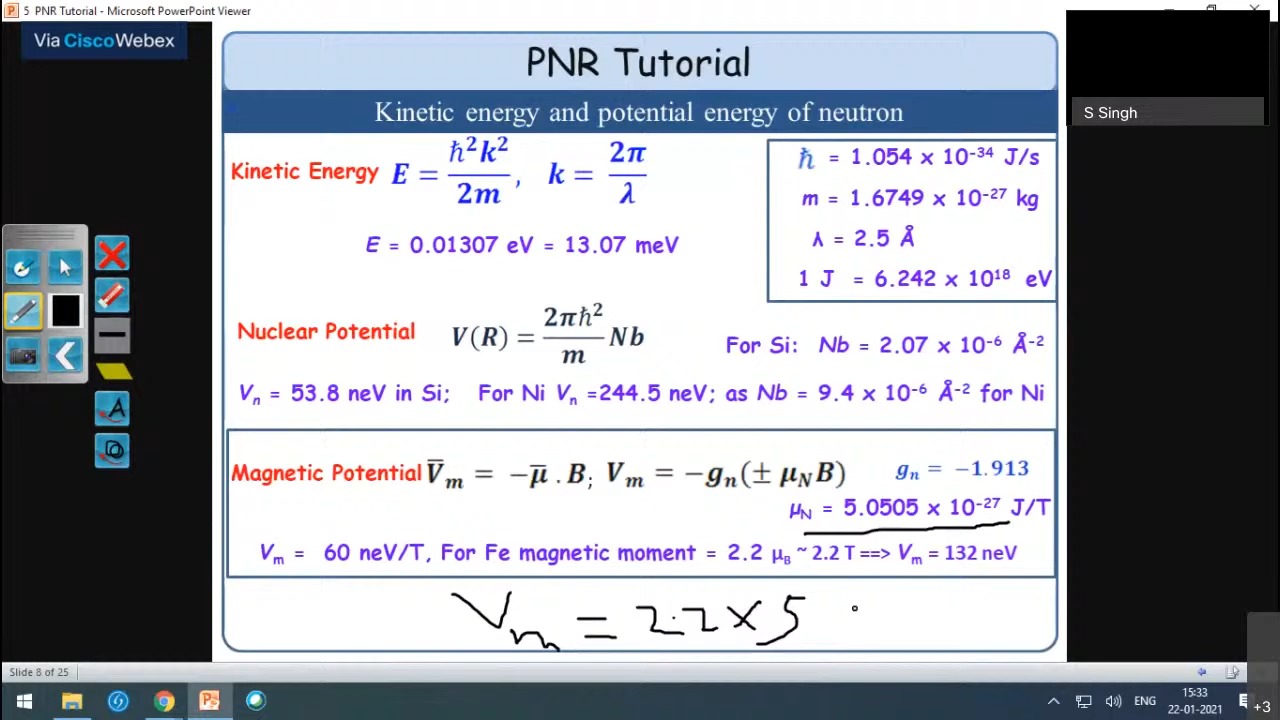 5 PNR Tutorial - Microsoft PowerPoint Viewer
Via CiscoWebex
S Singh
PNR Tutorial
Kinetic energy and potential energy of neutron
Kinetic Energy E = ħ²k²/2m, k = 2π/λ
ħ = 1.054 x 10⁻³⁴ J/s
m = 1.6749 x 10⁻²⁷ kg
λ = 2.5 Å
1 J = 6.242 x 10¹⁸ eV
E = 0.01307 eV = 13.07 meV
Nuclear Potential V(R) = 2πħ²/m Nb
For Si: Nb = 2.07 x 10⁻⁶ Å⁻²
Vₙ = 53.8 neV in Si; For Ni Vₙ =244.5 neV; as Nb = 9.4 x 10⁻⁶ Å⁻² for Ni
Magnetic Potential V̅ₘ = −μ̅ . B; Vₘ = −gₙ(± μ_N B) gₙ = −1.913
μ_N = 5.0505 x 10⁻²⁷ J/T
Vₘ = 60 neV/T, For Fe magnetic moment = 2.2 μ_B ~ 2.2 T ==> Vₘ = 132 neV
Vₘ = 2.2 × 5
Slide 8 of 25
ENG
15:33
22-01-2021
+3